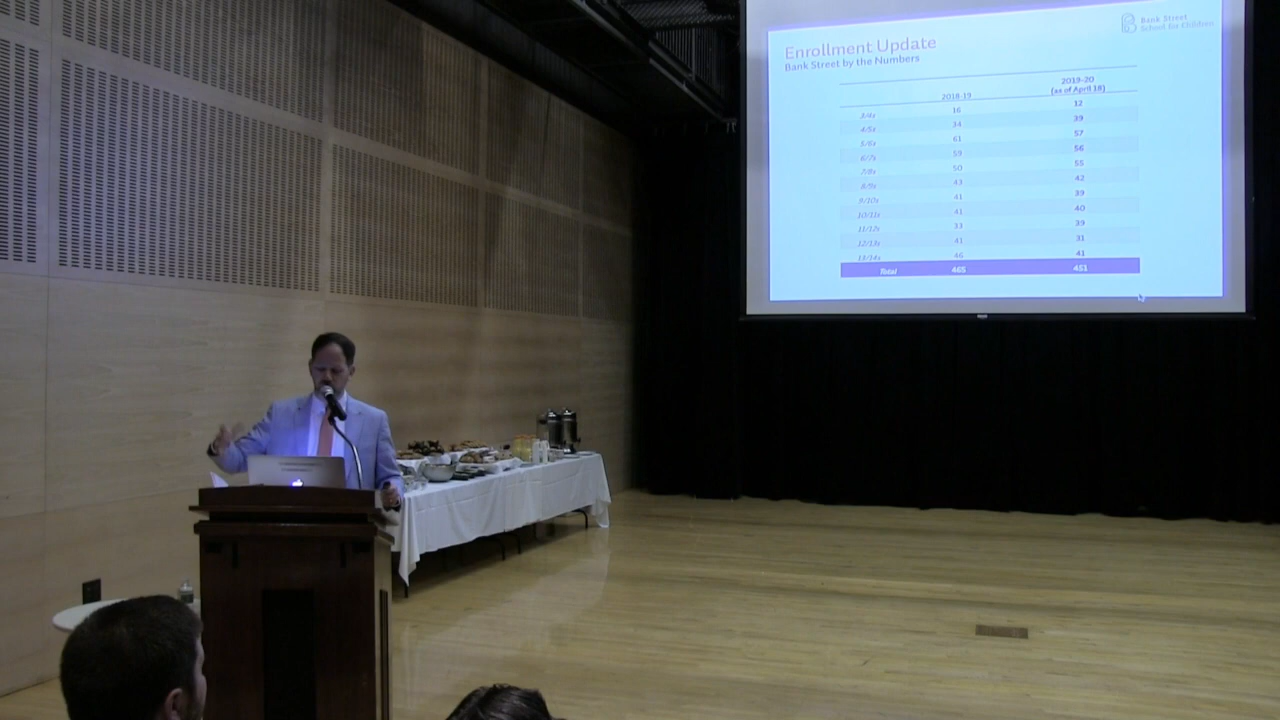 Bank Street
School for Children
Enrollment Update
Bank Street by the Numbers
2018-19 2019-20
(as of April 18)
3/4s 16 12
4/5s 34 39
5/6s 61 57
6/7s 59 56
7/8s 50 55
8/9s 43 42
9/10s 41 39
10/11s 41 40
11/12s 33 39
12/13s 41 31
13/14s 46 41
Total 465 451